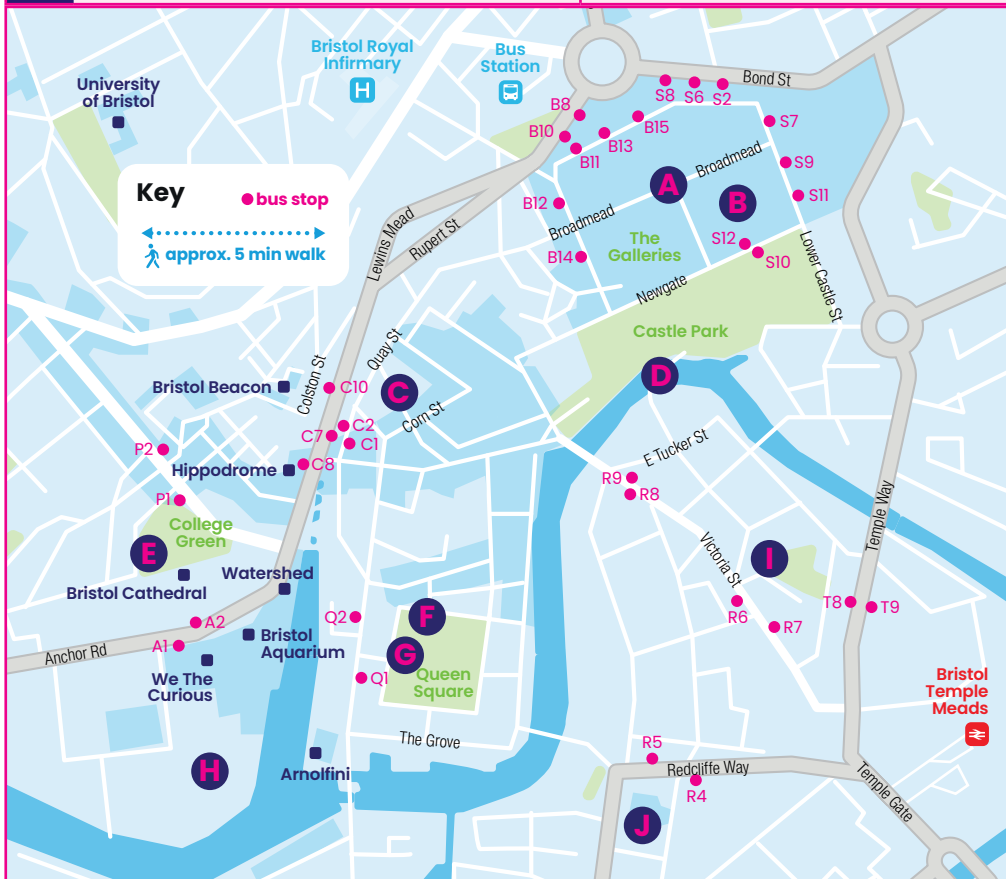 Bristol Royal
Infirmary
H
Bus
Station
University
of Bristol
Bond St
S8
S6
S2
B8
B10
B11
B13
B15
S7
Broadmead
S9
A
B
S11
B12
Broadmead
S12
S10
The
Galleries
B14
Newgate
Lower Castle St
Castle Park
D
Key
bus stop
approx. 5 min walk
Lewins Mead
Rupert St
Quay St
Colston St
Bristol Beacon
C10
C
Corn St
C2
C7
C1
P2
Hippodrome
C8
E Tucker St
R9
R8
P1
College
Green
E
Bristol Cathedral
Watershed
Victoria St
I
Temple Way
T8
T9
R6
R7
A2
Q2
F
Anchor Rd
A1
Bristol
Aquarium
G
We The
Curious
Q1
Queen
Square
Bristol
Temple
Meads
The Grove
H
Arnolfini
R5
Redcliffe Way
R4
Temple Gate
J